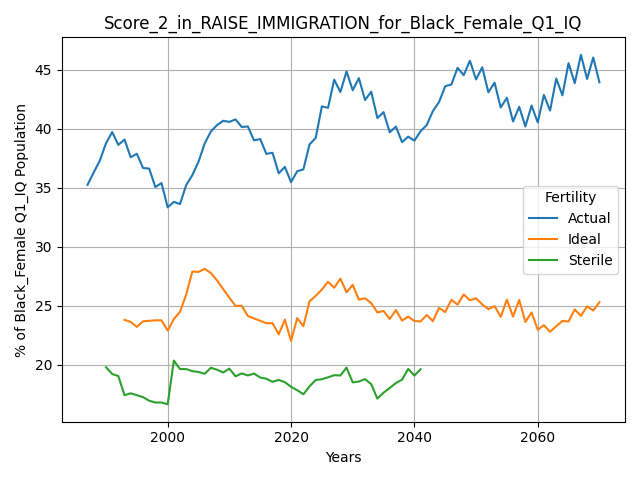 Score_2_in_RAISE_IMMIGRATION_for_Black_Female_Q1_IQ
% of Black_Female Q1_IQ Population
45
40
35
30
25
20
Fertility
Actual
Ideal
Sterile
2000
2020
2040
2060
Years